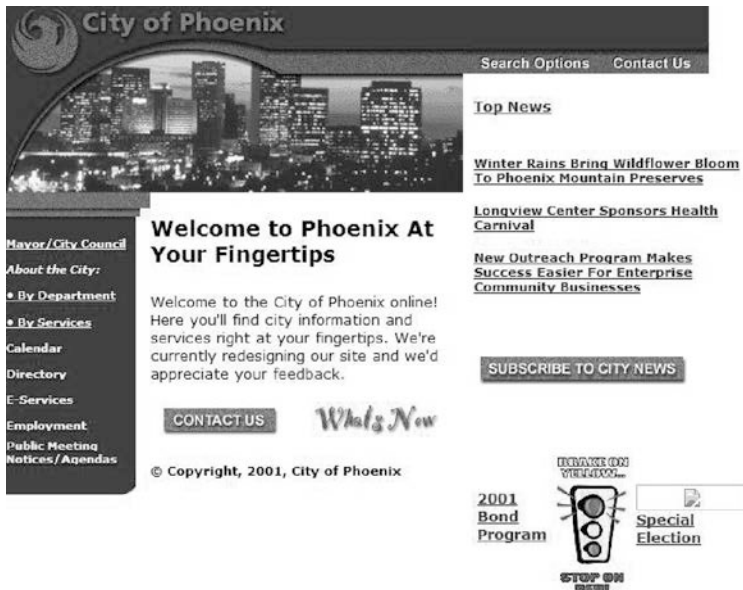 City of Phoenix
Search Options Contact Us
Top News
Winter Rains Bring Wildflower Bloom
To Phoenix Mountain Preserves
Longview Center Sponsors Health
Carnival
New Outreach Program Makes
Success Easier For Enterprise
Community Businesses
SUBSCRIBE TO CITY NEWS
Mayor/City Council
About the City:
• By Department
• By Services
Calendar
Directory
E-Services
Employment
Public Meeting
Notices/Agendas
Welcome to Phoenix At
Your Fingertips
Welcome to the City of Phoenix online!
Here you'll find city information and
services right at your fingertips. We're
currently redesigning our site and we'd
appreciate your feedback.
CONTACT US
What's New
© Copyright, 2001, City of Phoenix
2001
Bond
Program
BRAKE ON
YELLOW...
STOP ON
RED!
Special
Election